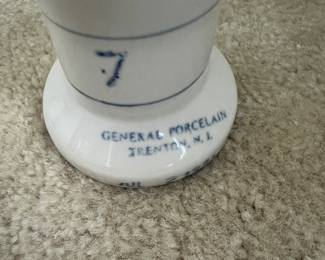 7
GENERAL PORCELAIN
TRENTON, N.J.